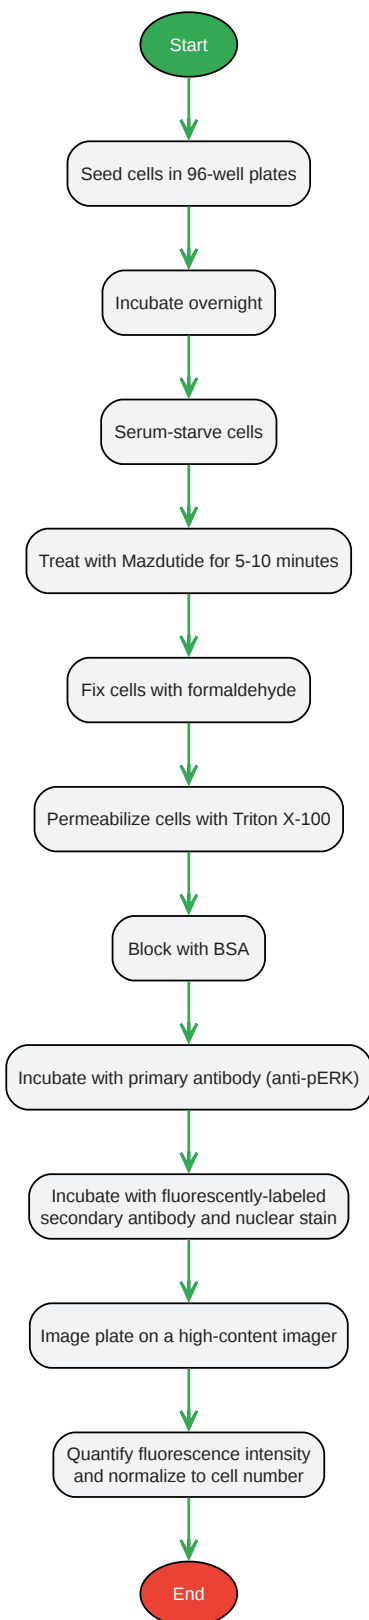 Start
Seed cells in 96-well plates
Incubate overnight
Serum-starve cells
Treat with Mazdutide for 5-10 minutes
Fix cells with formaldehyde
Permeabilize cells with Triton X-100
Block with BSA
Incubate with primary antibody (anti-pERK)
Incubate with fluorescently-labeled
secondary antibody and nuclear stain
Image plate on a high-content imager
Quantify fluorescence intensity
and normalize to cell number
End